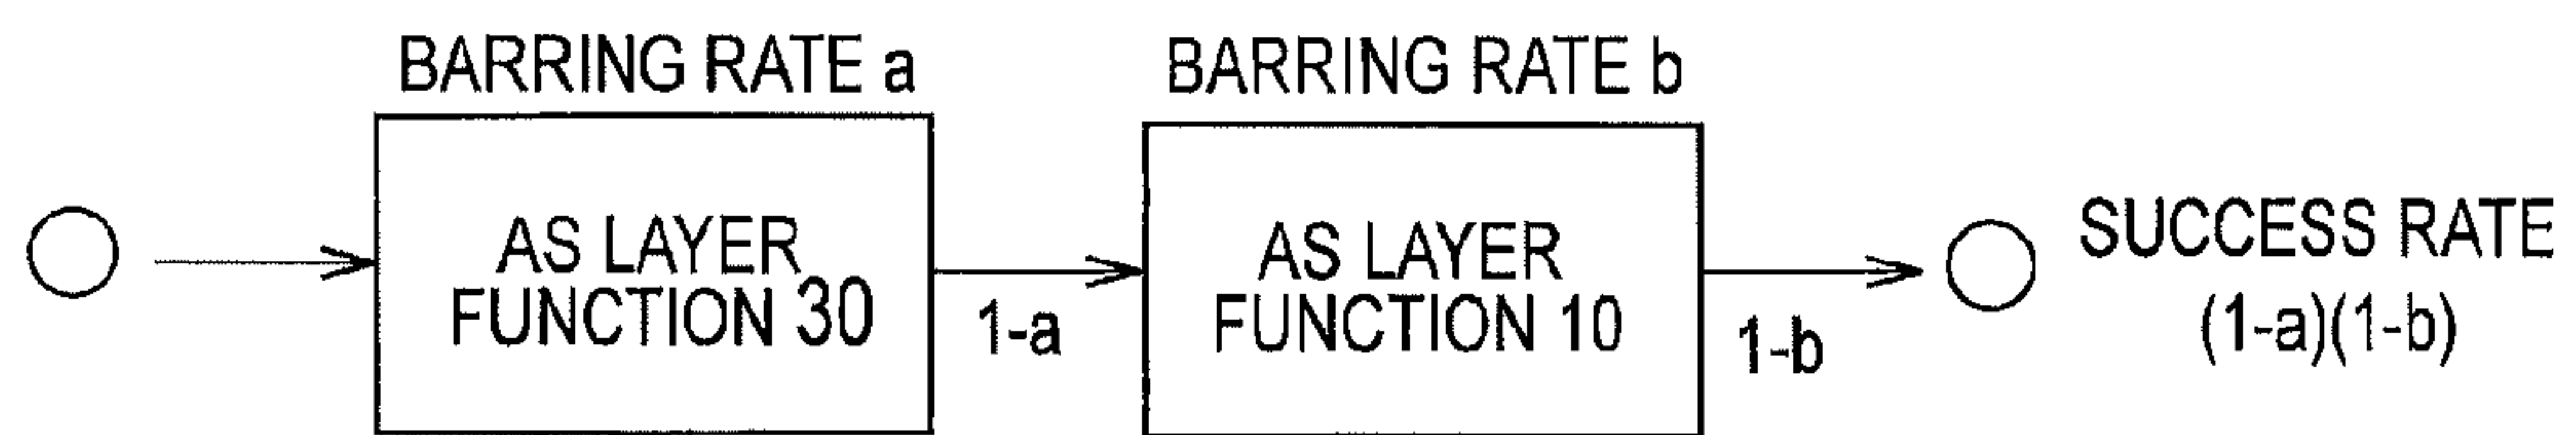 BARRING RATE a
BARRING RATE b
AS LAYER
FUNCTION 30
1-a
AS LAYER
FUNCTION 10
1-b
SUCCESS RATE
(1-a)(1-b)